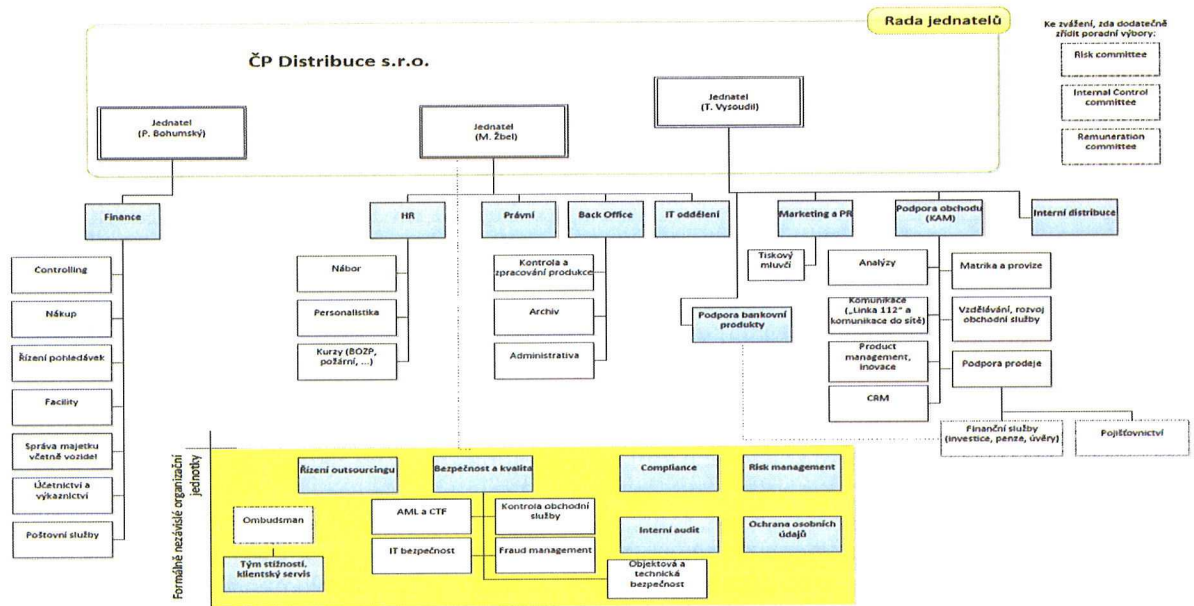 Rada jednatelů
Ke zvážení, zda dodatečně
zřídit poradní výbory:
Risk committee
Internal Control
committee
Remuneration
committee
ČP Distribuce s.r.o.
Jednatel
(P. Bohumský)
Jednatel
(M. Žbel)
Jednatel
(T. Vysoudil)
Finance
HR
Právní
Back Office
IT oddělení
Marketing a PR
Podpora obchodu
(KAM)
Interní distribuce
Controlling
Nákup
Řízení pohledávek
Facility
Správa majetku
včetně vozidel
Účetnictví a
výkaznictví
Poštovní služby
Nábor
Personalistika
Kurzy (BOZP,
požární, ...)
Kontrola a
zpracování produkce
Archiv
Administrativa
Tiskový
mluvčí
Podpora bankovní
produkty
Analýzy
Komunikace
(„Linka 112" a
komunikace do sítě)
Product
management,
inovace
CRM
Matrika a provize
Vzdělávání, rozvoj
obchodní služby
Podpora prodeje
Finanční služby
(investice, penze, úvěry)
Pojišťovnictví
Formálně nezávislé organizační
jednotky
Řízení outsourcingu
Bezpečnost a kvalita
Compliance
Risk management
Ombudsman
AML a CTF
Kontrola obchodní
služby
Interní audit
Ochrana osobních
údajů
IT bezpečnost
Fraud management
Tým stížností,
klientský servis
Objektová a
technická
bezpečnost